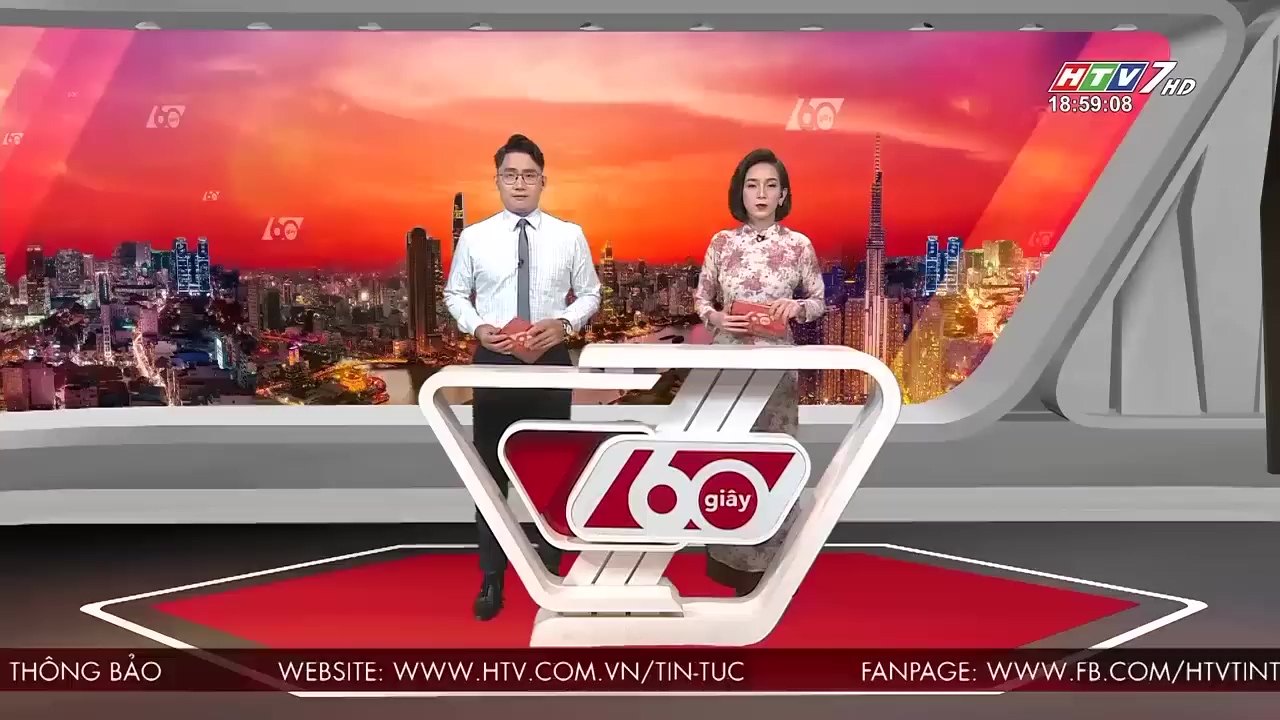 HTV7 HD
18:59:08
60 giây
THÔNG BÁO WEBSITE: WWW.HTV.COM.VN/TIN-TUC FANPAGE: WWW.FB.COM/HTVTINT